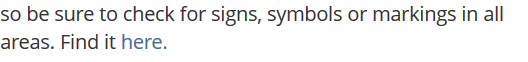 so be sure to check for signs, symbols or markings in all
areas. Find it here.